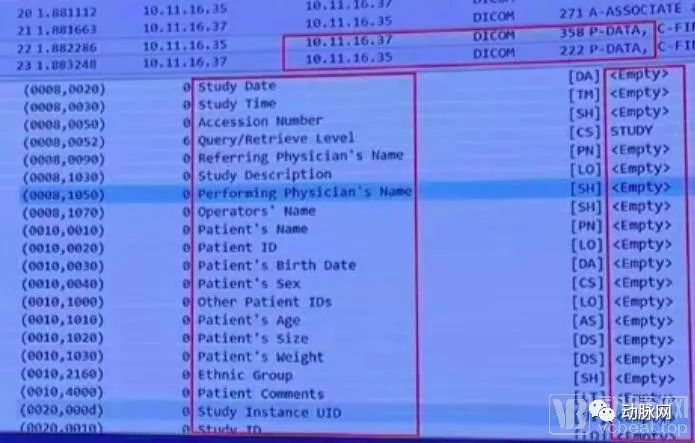 20 1.881112 10.11.16.35 10.11.16.37 DICOM 271 A-ASSOCIATE
21 1.881663 10.11.16.37 10.11.16.35 DICOM
22 1.882286 10.11.16.35 10.11.16.37 DICOM 358 P-DATA, C-FIN
23 1.883248 10.11.16.37 10.11.16.35 DICOM 222 P-DATA, C-FIN
(0008,0020) 0 Study Date [DA] <Empty>
(0008,0030) 0 Study Time [TM] <Empty>
(0008,0050) 0 Accession Number [SH] <Empty>
(0008,0052) 6 Query/Retrieve Level [CS] STUDY
(0008,0090) 0 Referring Physician's Name [PN] <Empty>
(0008,1030) 0 Study Description [LO] <Empty>
(0008,1050) 0 Performing Physician's Name [SH] <Empty>
(0008,1070) 0 Operators' Name [SH] <Empty>
(0010,0010) 0 Patient's Name [PN] <Empty>
(0010,0020) 0 Patient ID [LO] <Empty>
(0010,0030) 0 Patient's Birth Date [DA] <Empty>
(0010,0040) 0 Patient's Sex [CS] <Empty>
(0010,1000) 0 Other Patient IDs [LO] <Empty>
(0010,1010) 0 Patient's Age [AS] <Empty>
(0010,1020) 0 Patient's Size [DS] <Empty>
(0010,1030) 0 Patient's Weight [DS] <Empty>
(0010,2160) 0 Ethnic Group [SH] <Empty>
(0010,4000) 0 Patient Comments
(0020,000d) 0 Study Instance UID
(0020,0010) 0 Study ID
动脉网
vcbeat.top